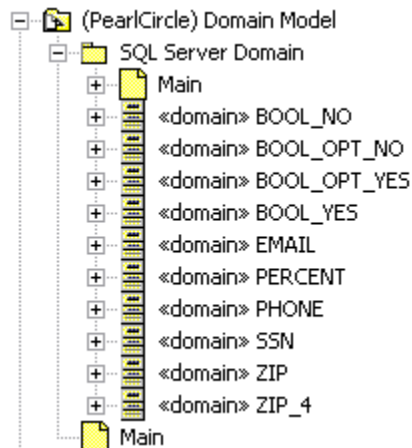 (PearlCircle) Domain Model
SQL Server Domain
Main
«domain» BOOL_NO
«domain» BOOL_OPT_NO
«domain» BOOL_OPT_YES
«domain» BOOL_YES
«domain» EMAIL
«domain» PERCENT
«domain» PHONE
«domain» SSN
«domain» ZIP
«domain» ZIP_4
Main